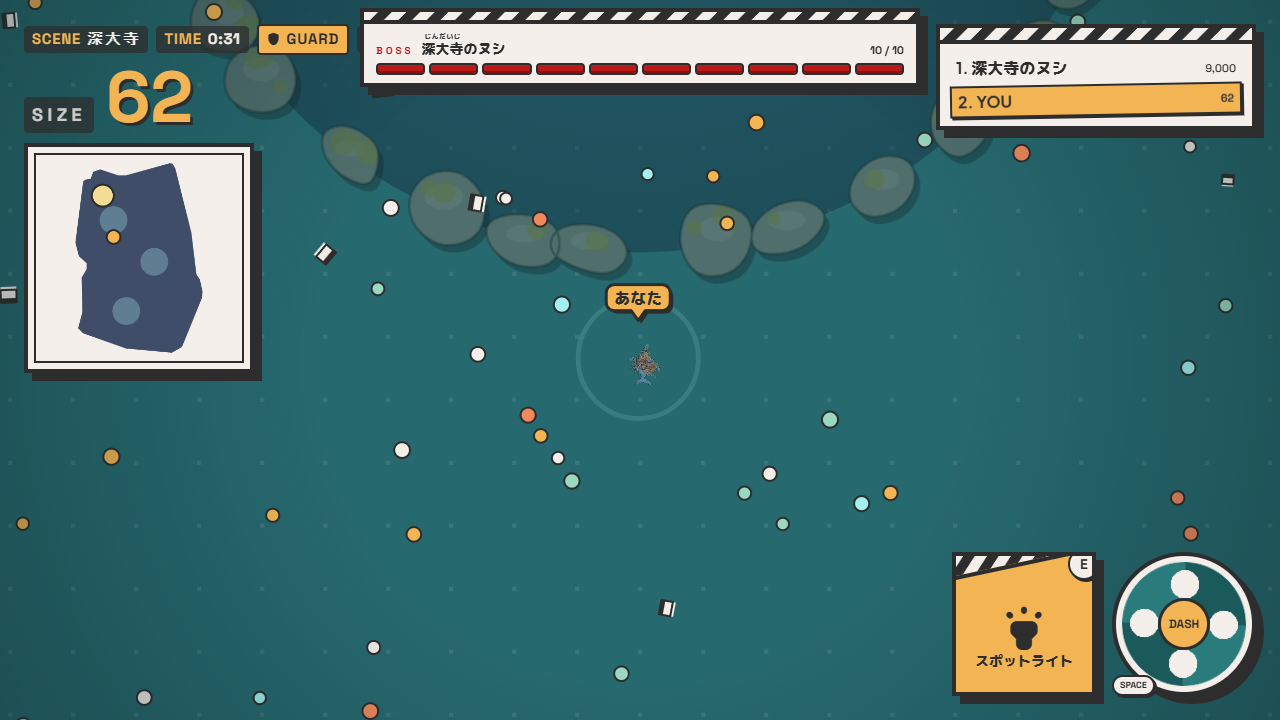 SCENE 深大寺
TIME 0:31
GUARD
SIZE 62
じんだいじ
BOSS 深大寺のヌシ 10 / 10
1. 深大寺のヌシ 9,000
2. YOU 62
あなた
E
スポットライト
DASH
SPACE